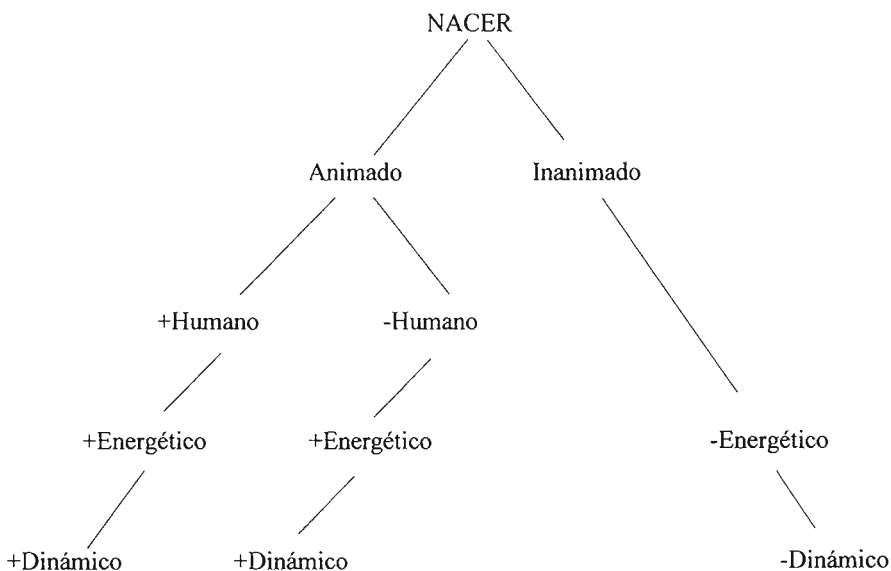 NACER
Animado Inanimado
+Humano -Humano
+Energético +Energético -Energético
+Dinámico +Dinámico -Dinámico